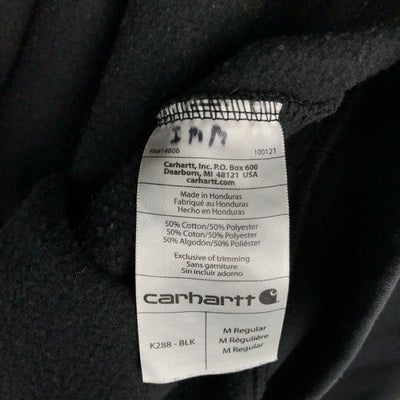 RN#14806 100121
Carhartt, Inc. P.O. Box 600
Dearborn, MI 48121 USA
carhartt.com
Made in Honduras
Fabriqué au Honduras
Hecho en Honduras
50% Cotton/50% Polyester
50% Coton/50% Polyester
50% Algodón/50% Poliéster
Exclusive of trimming
Sans garniture
Sin incluir adorno
carhartt
K288 - BLK
M Regular
M Régulière
M Regular